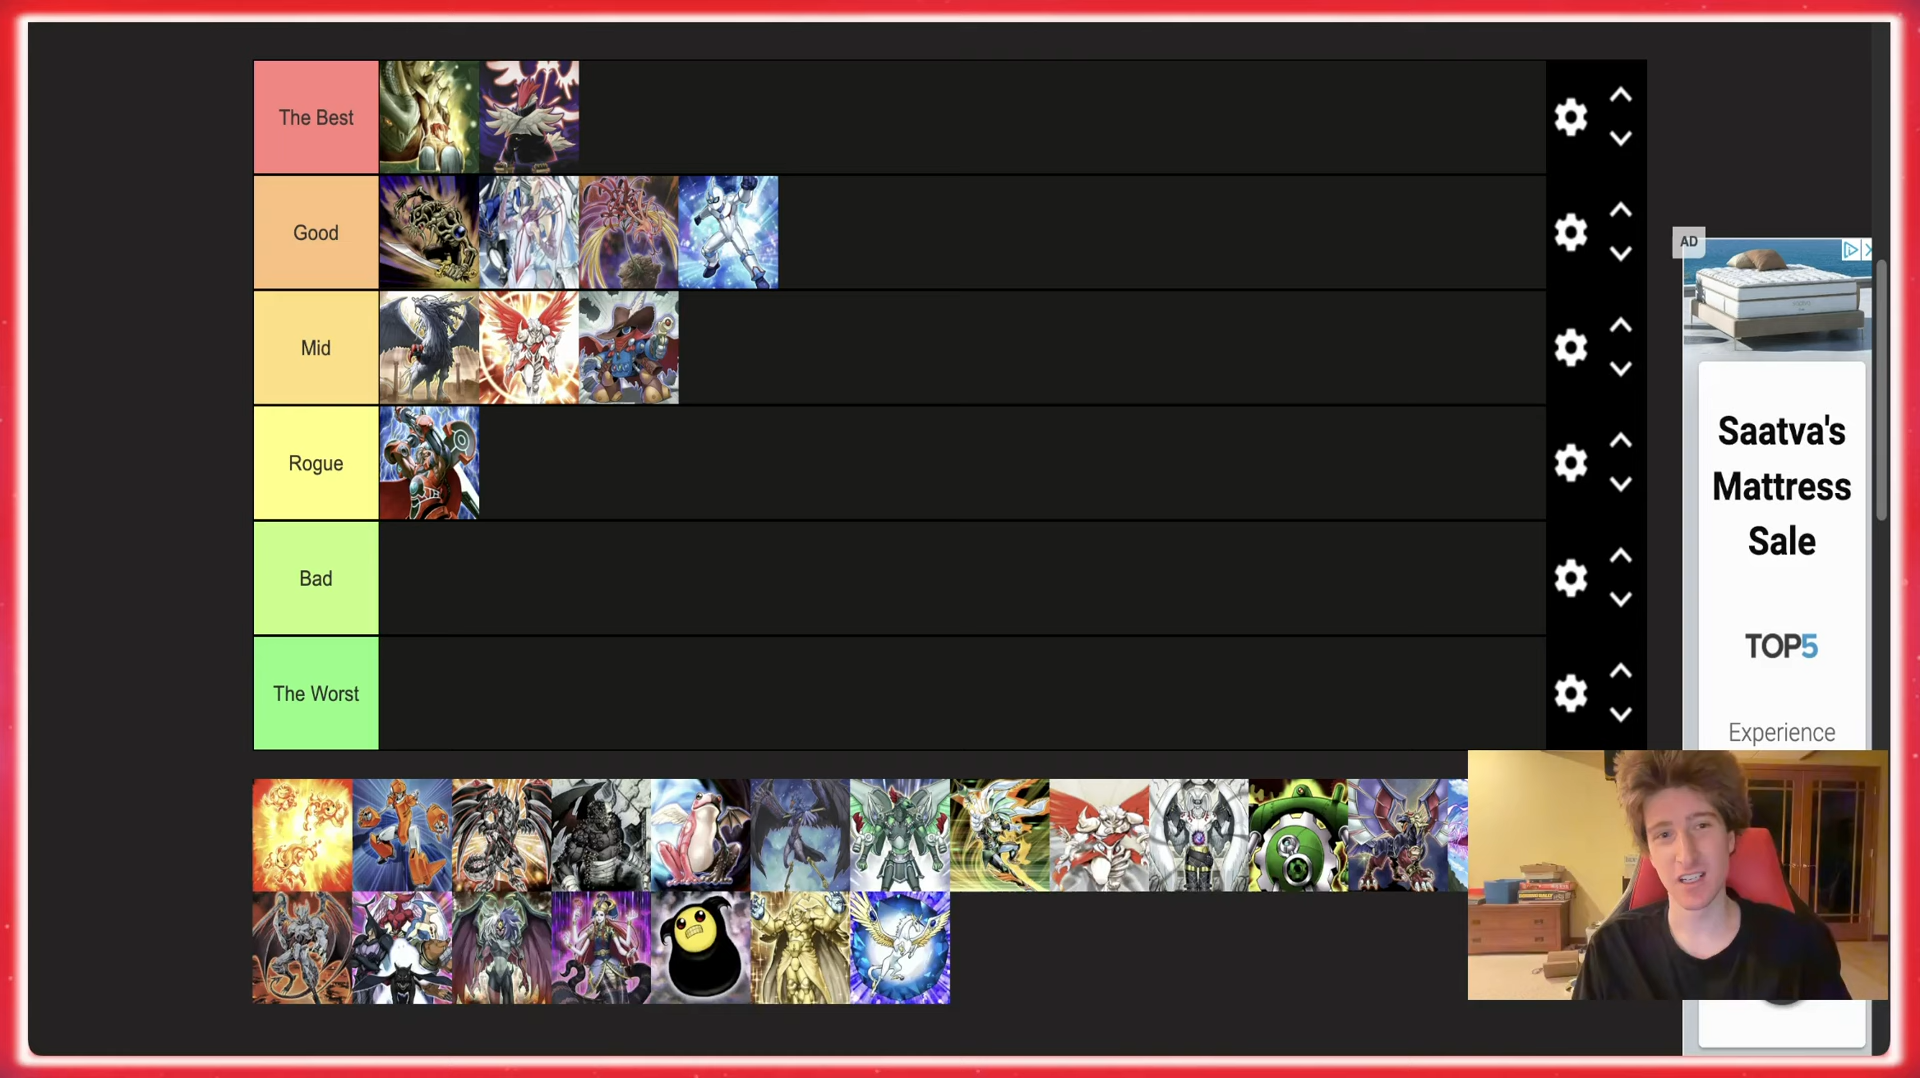 The Best
Good
Mid
Rogue
Bad
The Worst
AD
Saatva's
Mattress
Sale
TOP5
Experience